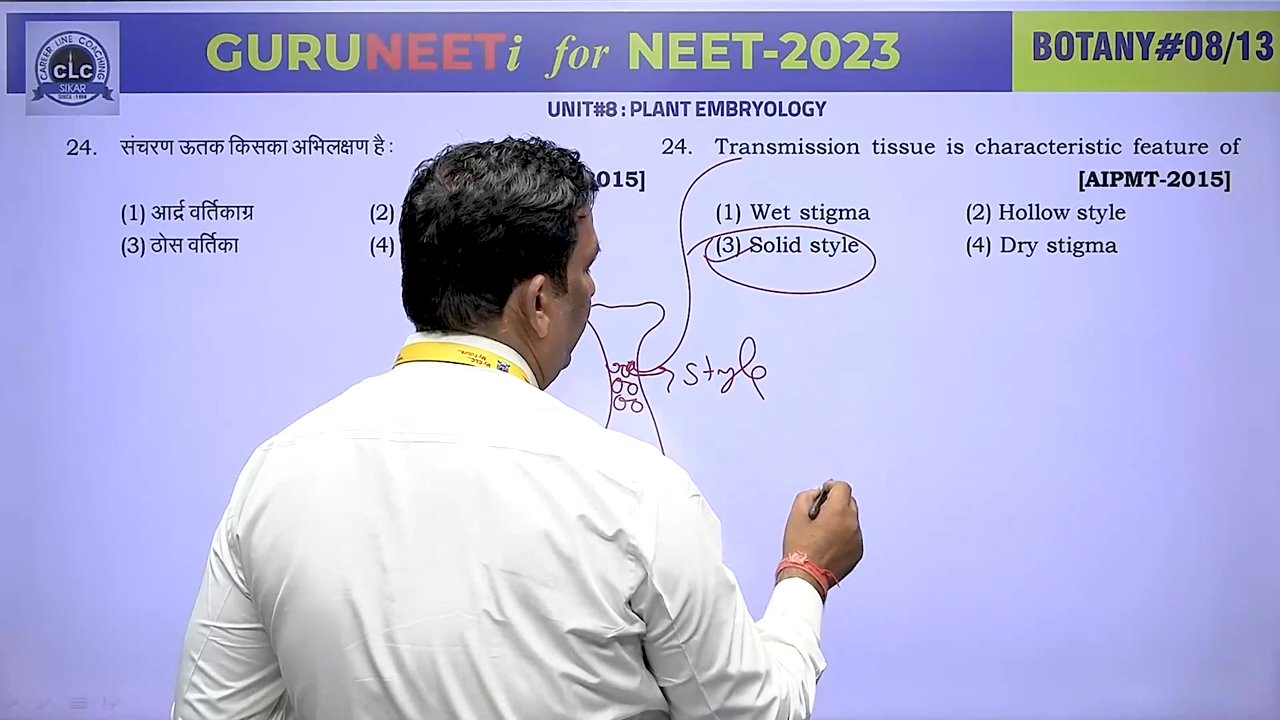 CAREER LINE COACHING
CLC
SIKAR
SINCE : 1996
GURUNEETi for NEET-2023
BOTANY#08/13
UNIT#8 : PLANT EMBRYOLOGY
24. संचरण ऊतक किसका अभिलक्षण है :
015]
(1) आर्द्र वर्तिकाग्र (2)
(3) ठोस वर्तिका (4)
24. Transmission tissue is characteristic feature of
[AIPMT-2015]
(1) Wet stigma (2) Hollow style
(3) Solid style (4) Dry stigma
style